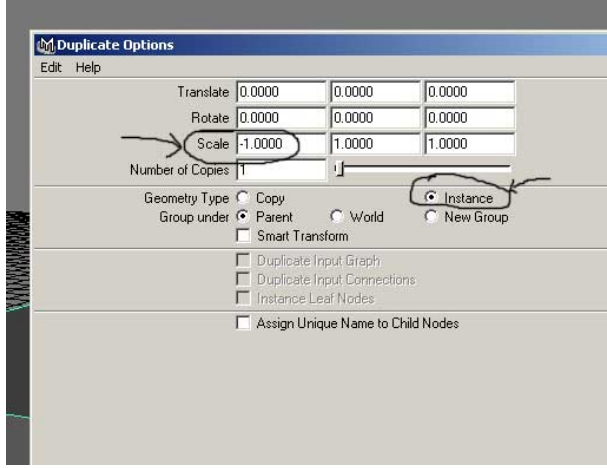 Duplicate Options
Edit Help
Translate 0.0000 0.0000 0.0000
Rotate 0.0000 0.0000 0.0000
Scale -1.0000 1.0000 1.0000
Number of Copies 1
Geometry Type Copy Instance
Group under Parent World New Group
Smart Transform
Duplicate Input Graph
Duplicate Input Connections
Instance Leaf Nodes
Assign Unique Name to Child Nodes